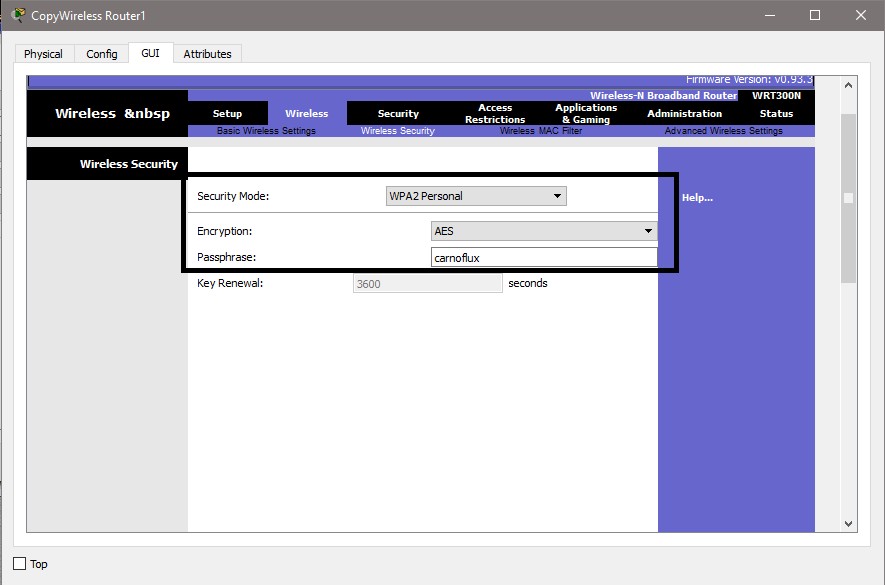 CopyWireless Router1
Physical Config GUI Attributes
Firmware Version: v0.93.3
Wireless-N Broadband Router WRT300N
Wireless &nbsp Setup Wireless Security Access Restrictions Applications & Gaming Administration Status
Basic Wireless Settings Wireless Security Wireless MAC Filter Advanced Wireless Settings
Wireless Security
Security Mode: WPA2 Personal
Help...
Encryption: AES
Passphrase: carnoflux
Key Renewal: 3600 seconds
Top